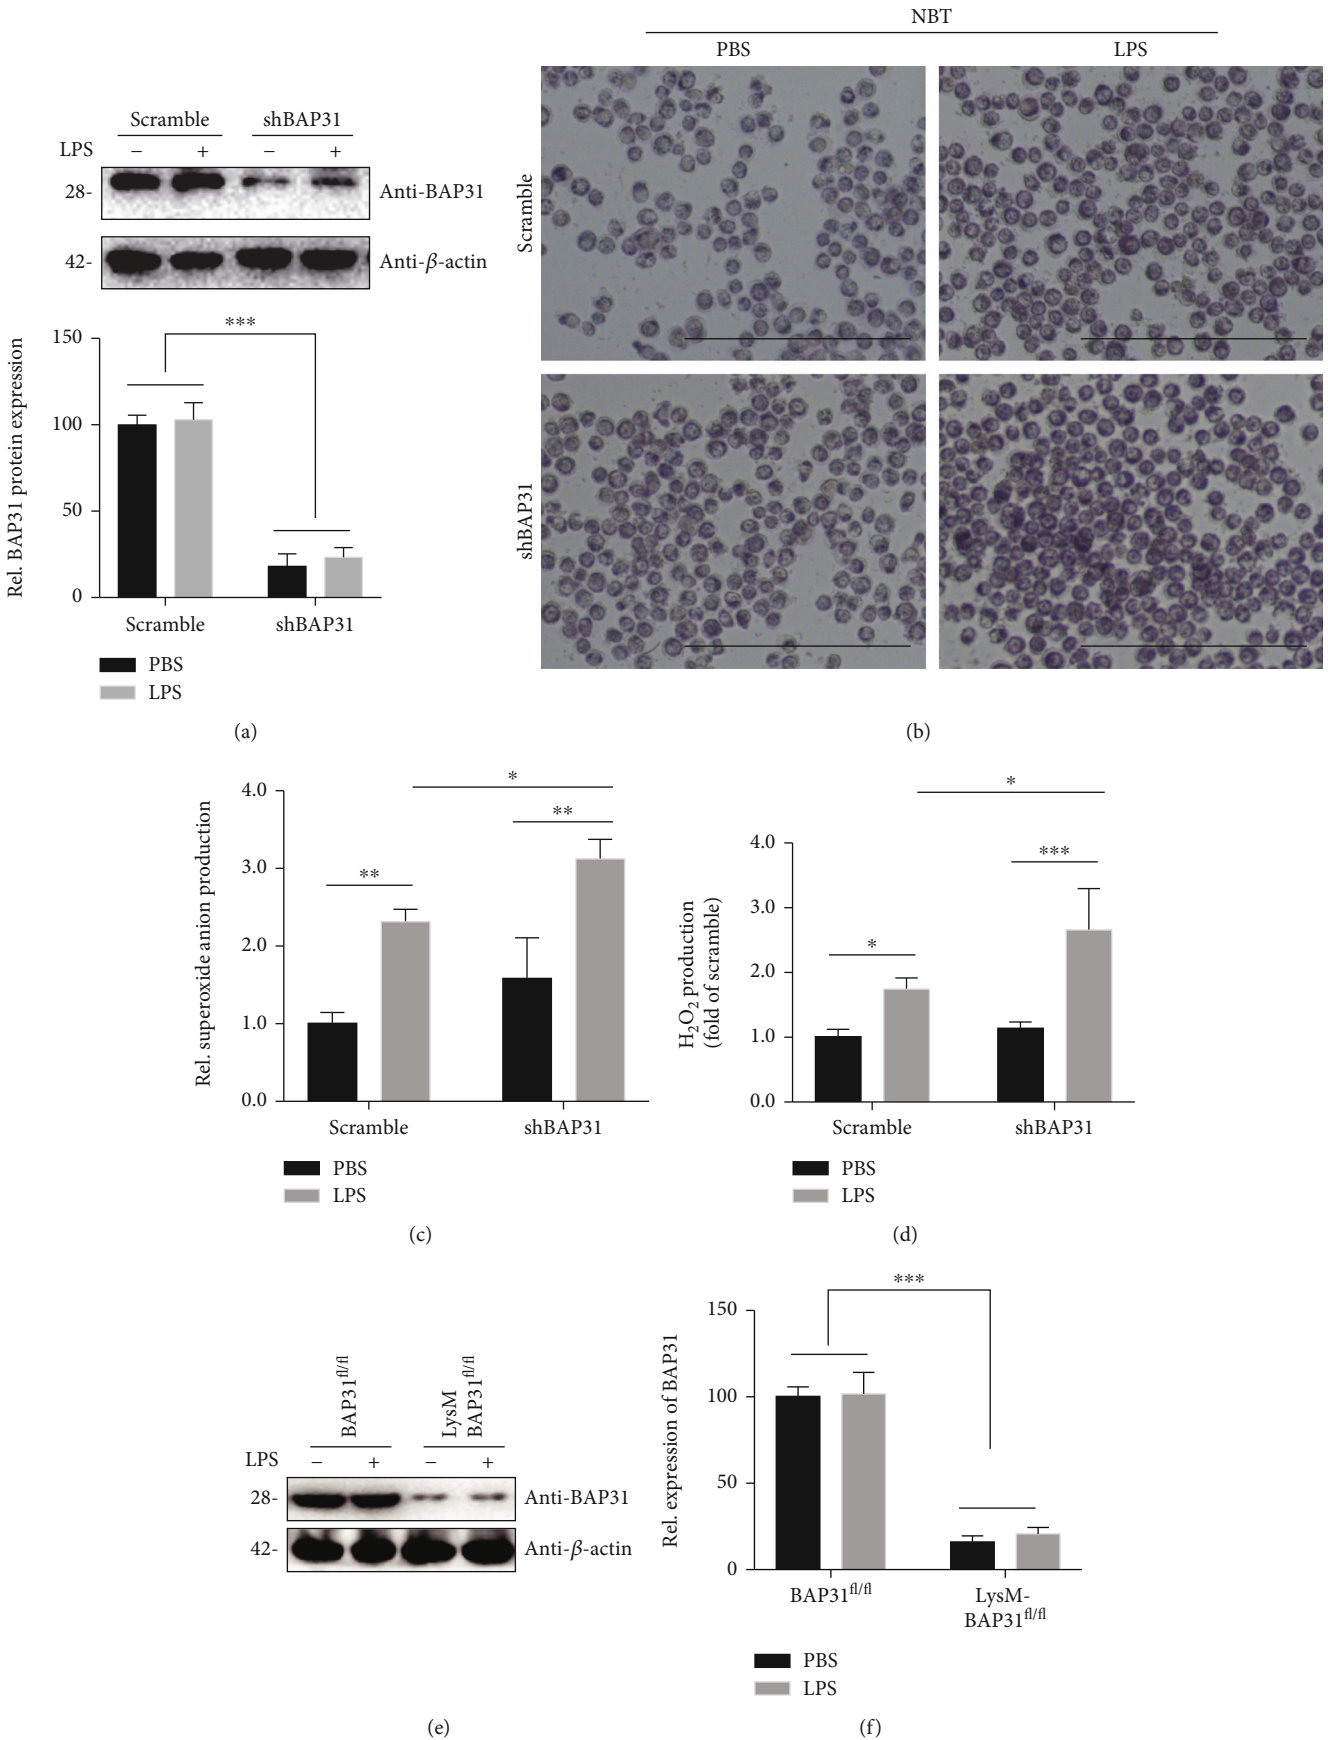 Scramble shBAP31
LPS − + − +
28- Anti-BAP31
42- Anti-β-actin
Rel. BAP31 protein expression
150
***
100
50
0
Scramble shBAP31
PBS
LPS
(a)
NBT
PBS LPS
Scramble
shBAP31
(b)
Rel. superoxide anion production
4.0
3.0
2.0
1.0
0.0
*
**
**
Scramble shBAP31
PBS
LPS
(c)
H₂O₂ production
(fold of scramble)
4.0
3.0
2.0
1.0
0.0
*
***
*
Scramble shBAP31
PBS
LPS
(d)
BAP31fl/fl
LysM
BAP31fl/fl
LPS − + − +
28- Anti-BAP31
42- Anti-β-actin
(e)
Rel. expression of BAP31
***
150
100
50
0
BAP31fl/fl LysM-
BAP31fl/fl
PBS
LPS
(f)